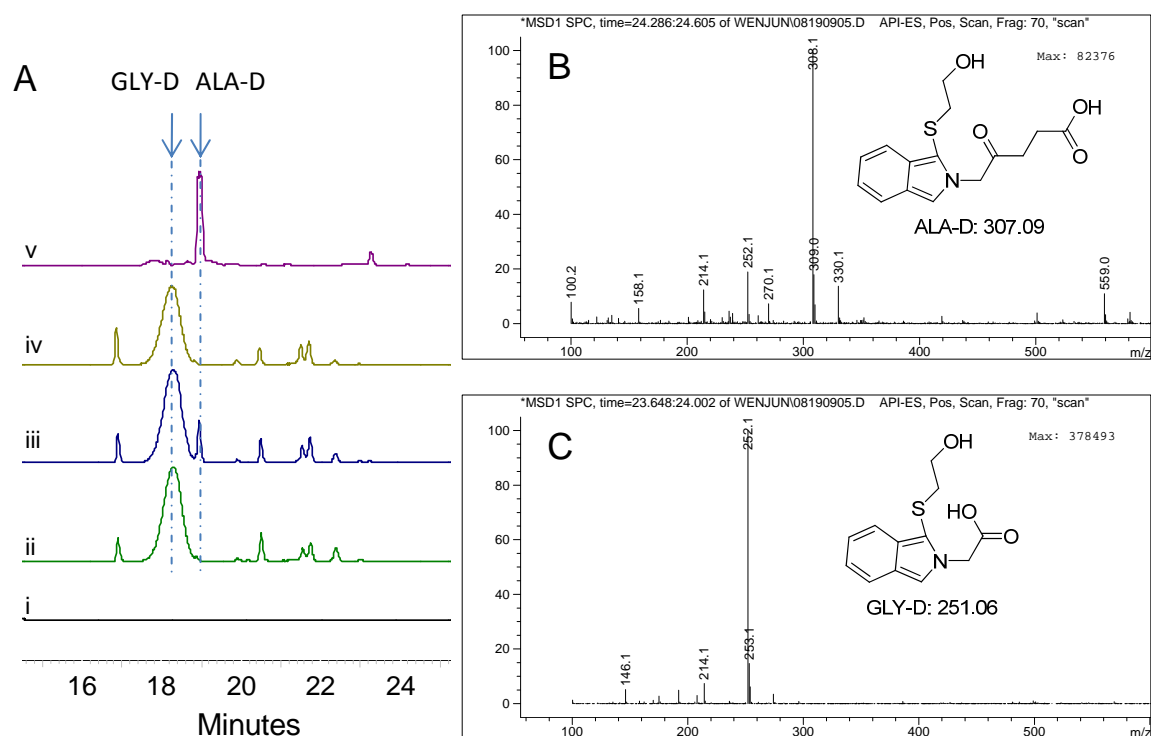 A
GLY-D
ALA-D
v
iv
iii
ii
i
16
18
20
22
24
Minutes
*MSD1 SPC, time=24.286:24.605 of WENJUN\08190905.D API-ES, Pos, Scan, Frag: 70, "scan"
B
Max: 82376
100
80
60
40
20
0
100.2
158.1
214.1
252.1
270.1
308.1
309.0
330.1
559.0
OH
S
N
O
OH
O
ALA-D: 307.09
100
200
300
400
500
m/z
*MSD1 SPC, time=23.648:24.002 of WENJUN\08190905.D API-ES, Pos, Scan, Frag: 70, "scan"
C
Max: 378493
100
80
60
40
20
0
146.1
214.1
252.1
253.1
OH
S
HO
O
N
GLY-D: 251.06
100
200
300
400
500
m/z